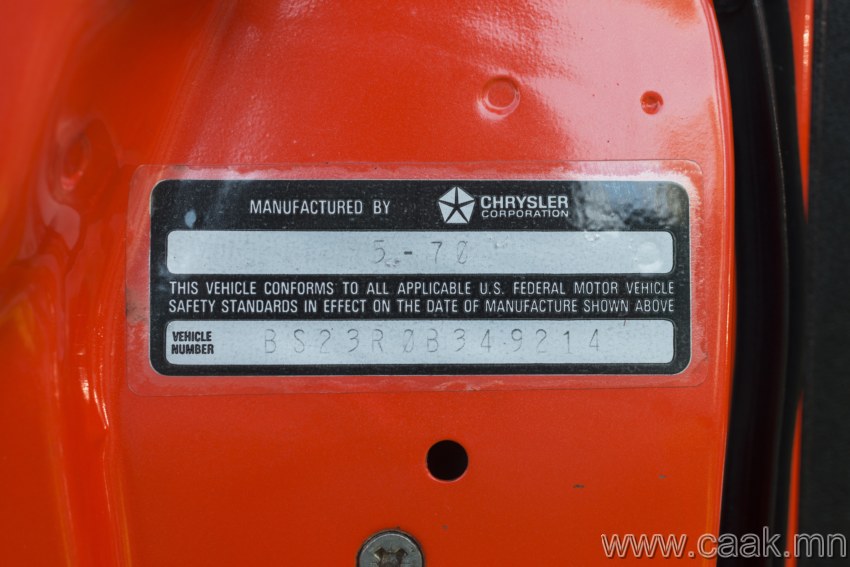 MANUFACTURED BY CHRYSLER CORPORATION
5-70
THIS VEHICLE CONFORMS TO ALL APPLICABLE U.S. FEDERAL MOTOR VEHICLE
SAFETY STANDARDS IN EFFECT ON THE DATE OF MANUFACTURE SHOWN ABOVE
VEHICLE NUMBER BS23R0B349214
www.caak.mn